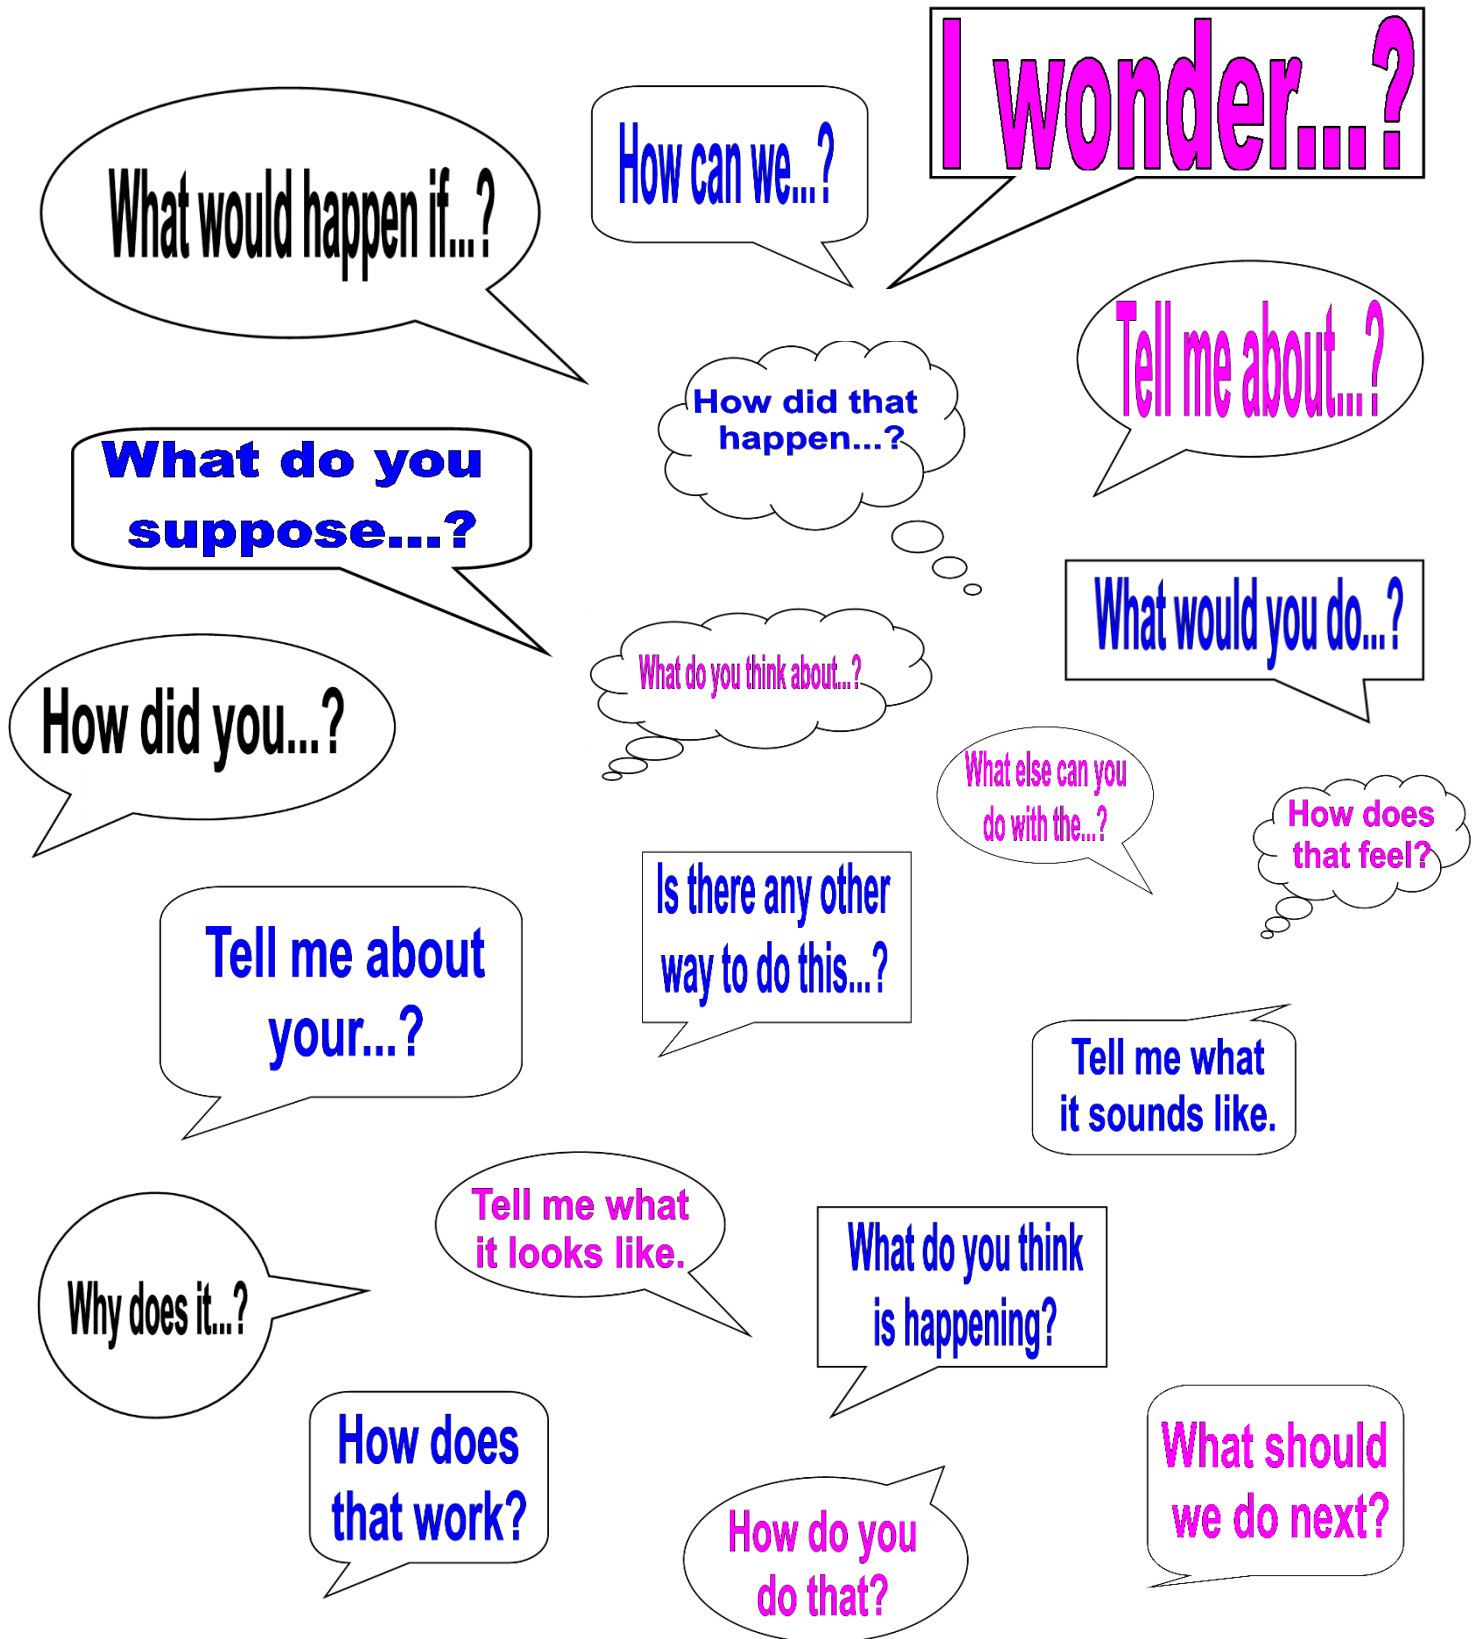 I wonder...?
How can we...?
What would happen if...?
Tell me about...?
How did that
happen...?
What do you
suppose...?
What would you do...?
What do you think about...?
How did you...?
What else can you
do with the...?
How does
that feel?
Is there any other
way to do this...?
Tell me about
your...?
Tell me what
it sounds like.
Tell me what
it looks like.
What do you think
is happening?
Why does it...?
How does
that work?
What should
we do next?
How do you
do that?